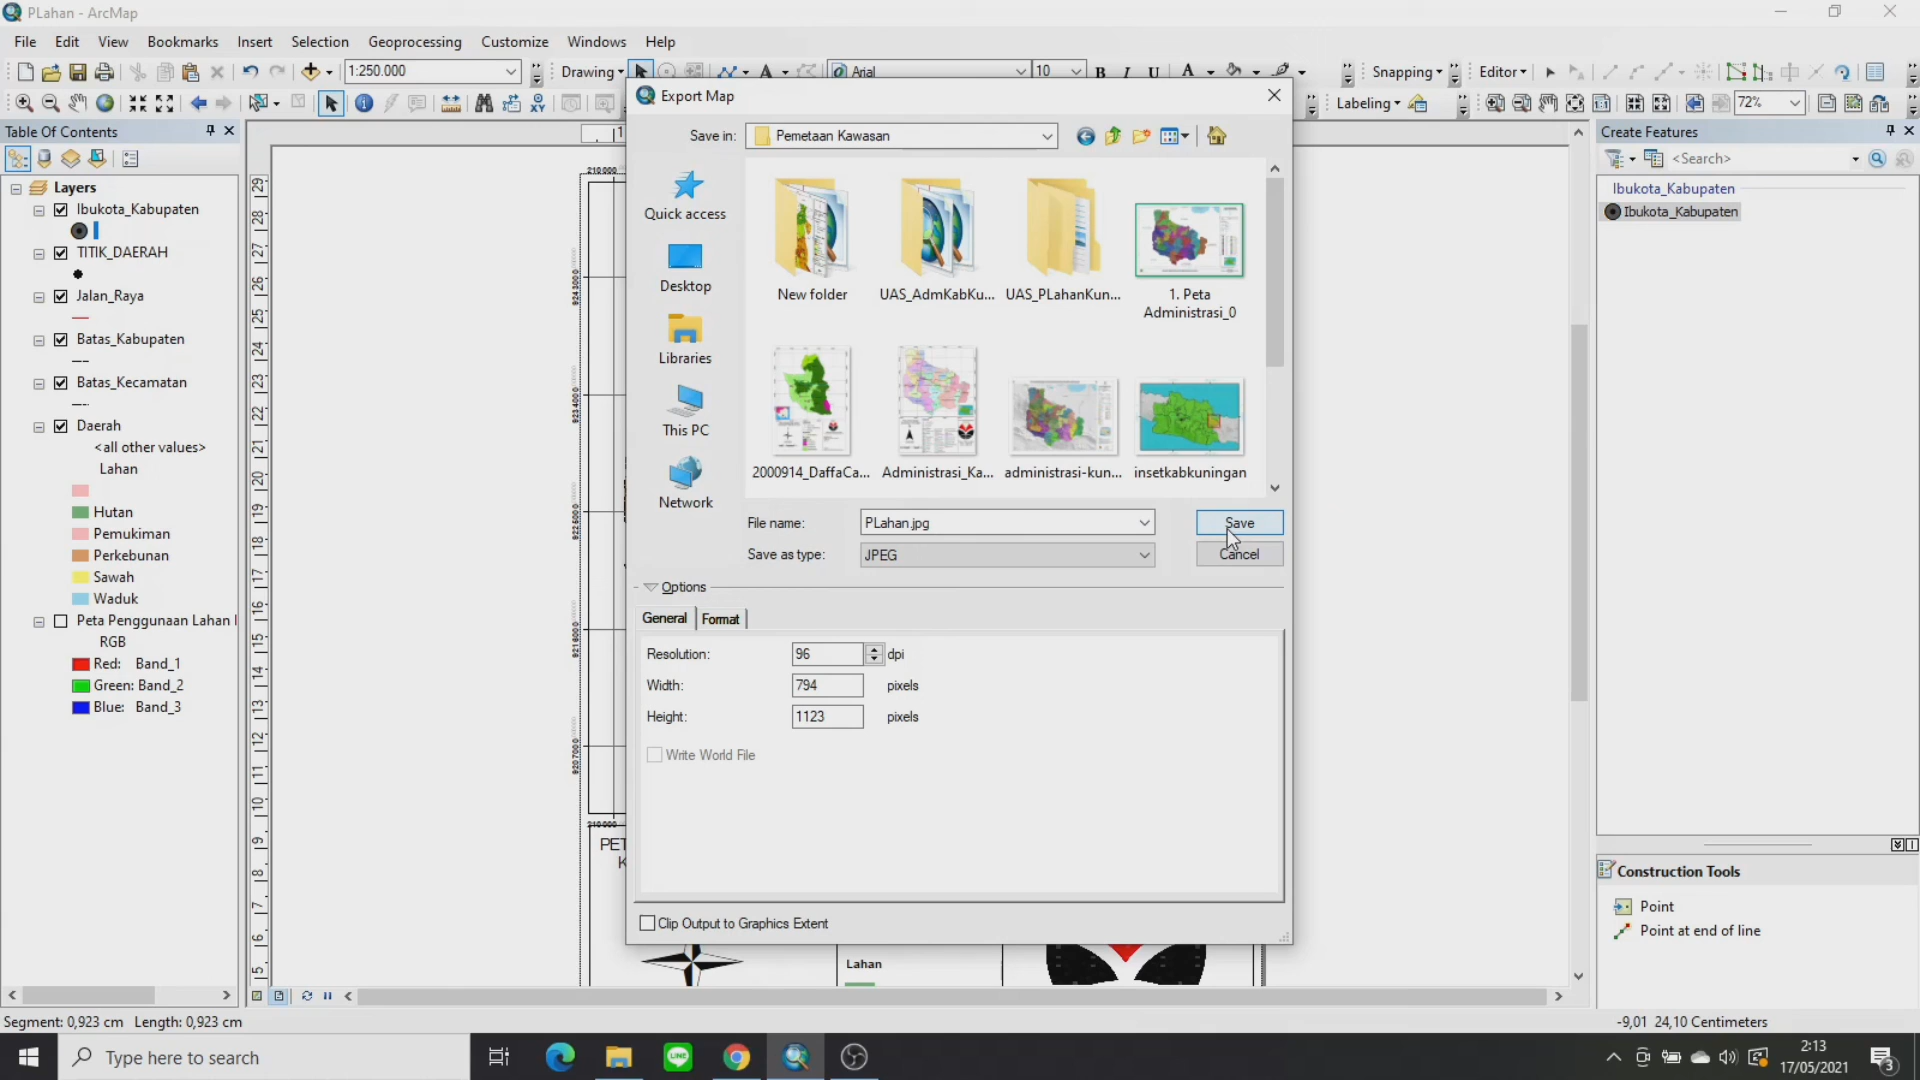 PLahan - ArcMap
File Edit View Bookmarks Insert Selection Geoprocessing Customize Windows Help
1:250.000
Drawing
Arial
10
B I U A
Snapping
Editor
Labeling
72%
Table Of Contents
Layers
Ibukota_Kabupaten
TITIK_DAERAH
Jalan_Raya
Batas_Kabupaten
Batas_Kecamatan
Daerah
<all other values>
Lahan
Hutan
Pemukiman
Perkebunan
Sawah
Waduk
Peta Penggunaan Lahan
RGB
Red: Band_1
Green: Band_2
Blue: Band_3
Export Map
Save in: Pemetaan Kawasan
Quick access
Desktop
Libraries
This PC
Network
New folder
UAS_AdmKabKu...
UAS_PLahanKun...
1. Peta
Administrasi_0
2000914_DaffaCa...
Administrasi_Ka...
administrasi-kun...
insetkabkuningan
File name: PLahan.jpg
Save
Save as type: JPEG
Cancel
Options
General Format
Resolution: 96 dpi
Width: 794 pixels
Height: 1123 pixels
Write World File
Clip Output to Graphics Extent
Lahan
PET
K
Create Features
<Search>
Ibukota_Kabupaten
Ibukota_Kabupaten
Construction Tools
Point
Point at end of line
Segment: 0,923 cm Length: 0,923 cm
-9,01 24,10 Centimeters
Type here to search
LINE
2:13
17/05/2021
3